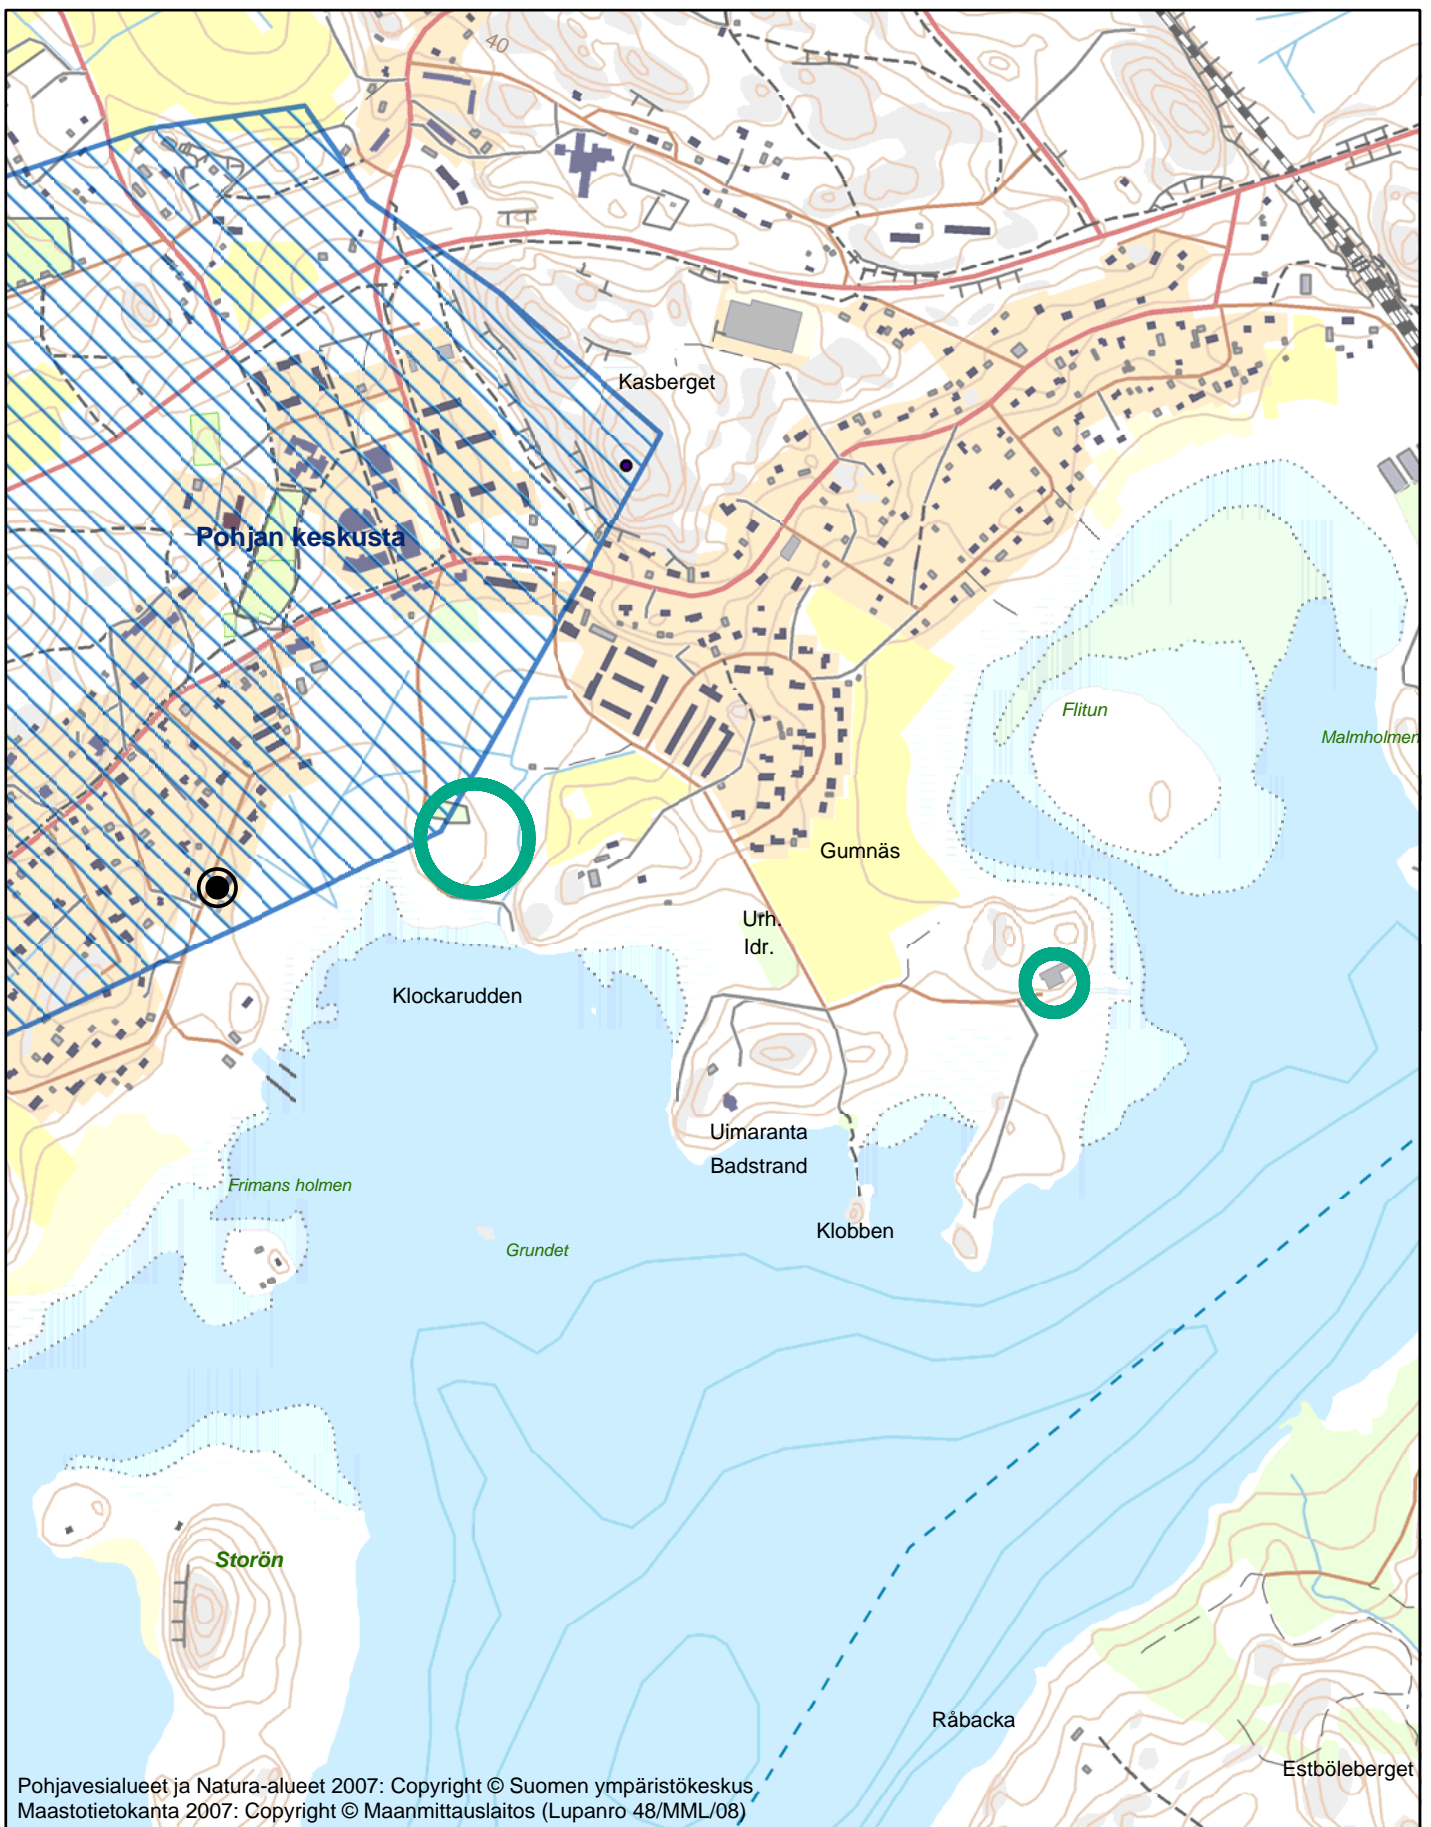 40
Kasberget
Pohjan keskusta
Flitun
Malmholmen
Gumnäs
Urh.
Idr.
Klockarudden
Uimaranta
Badstrand
Frimans holmen
Klobben
Grundet
Storön
Råbacka
Estböleberget
Pohjavesialueet ja Natura-alueet 2007: Copyright © Suomen ympäristökeskus
Maastotietokanta 2007: Copyright © Maanmittauslaitos (Lupanro 48/MML/08)